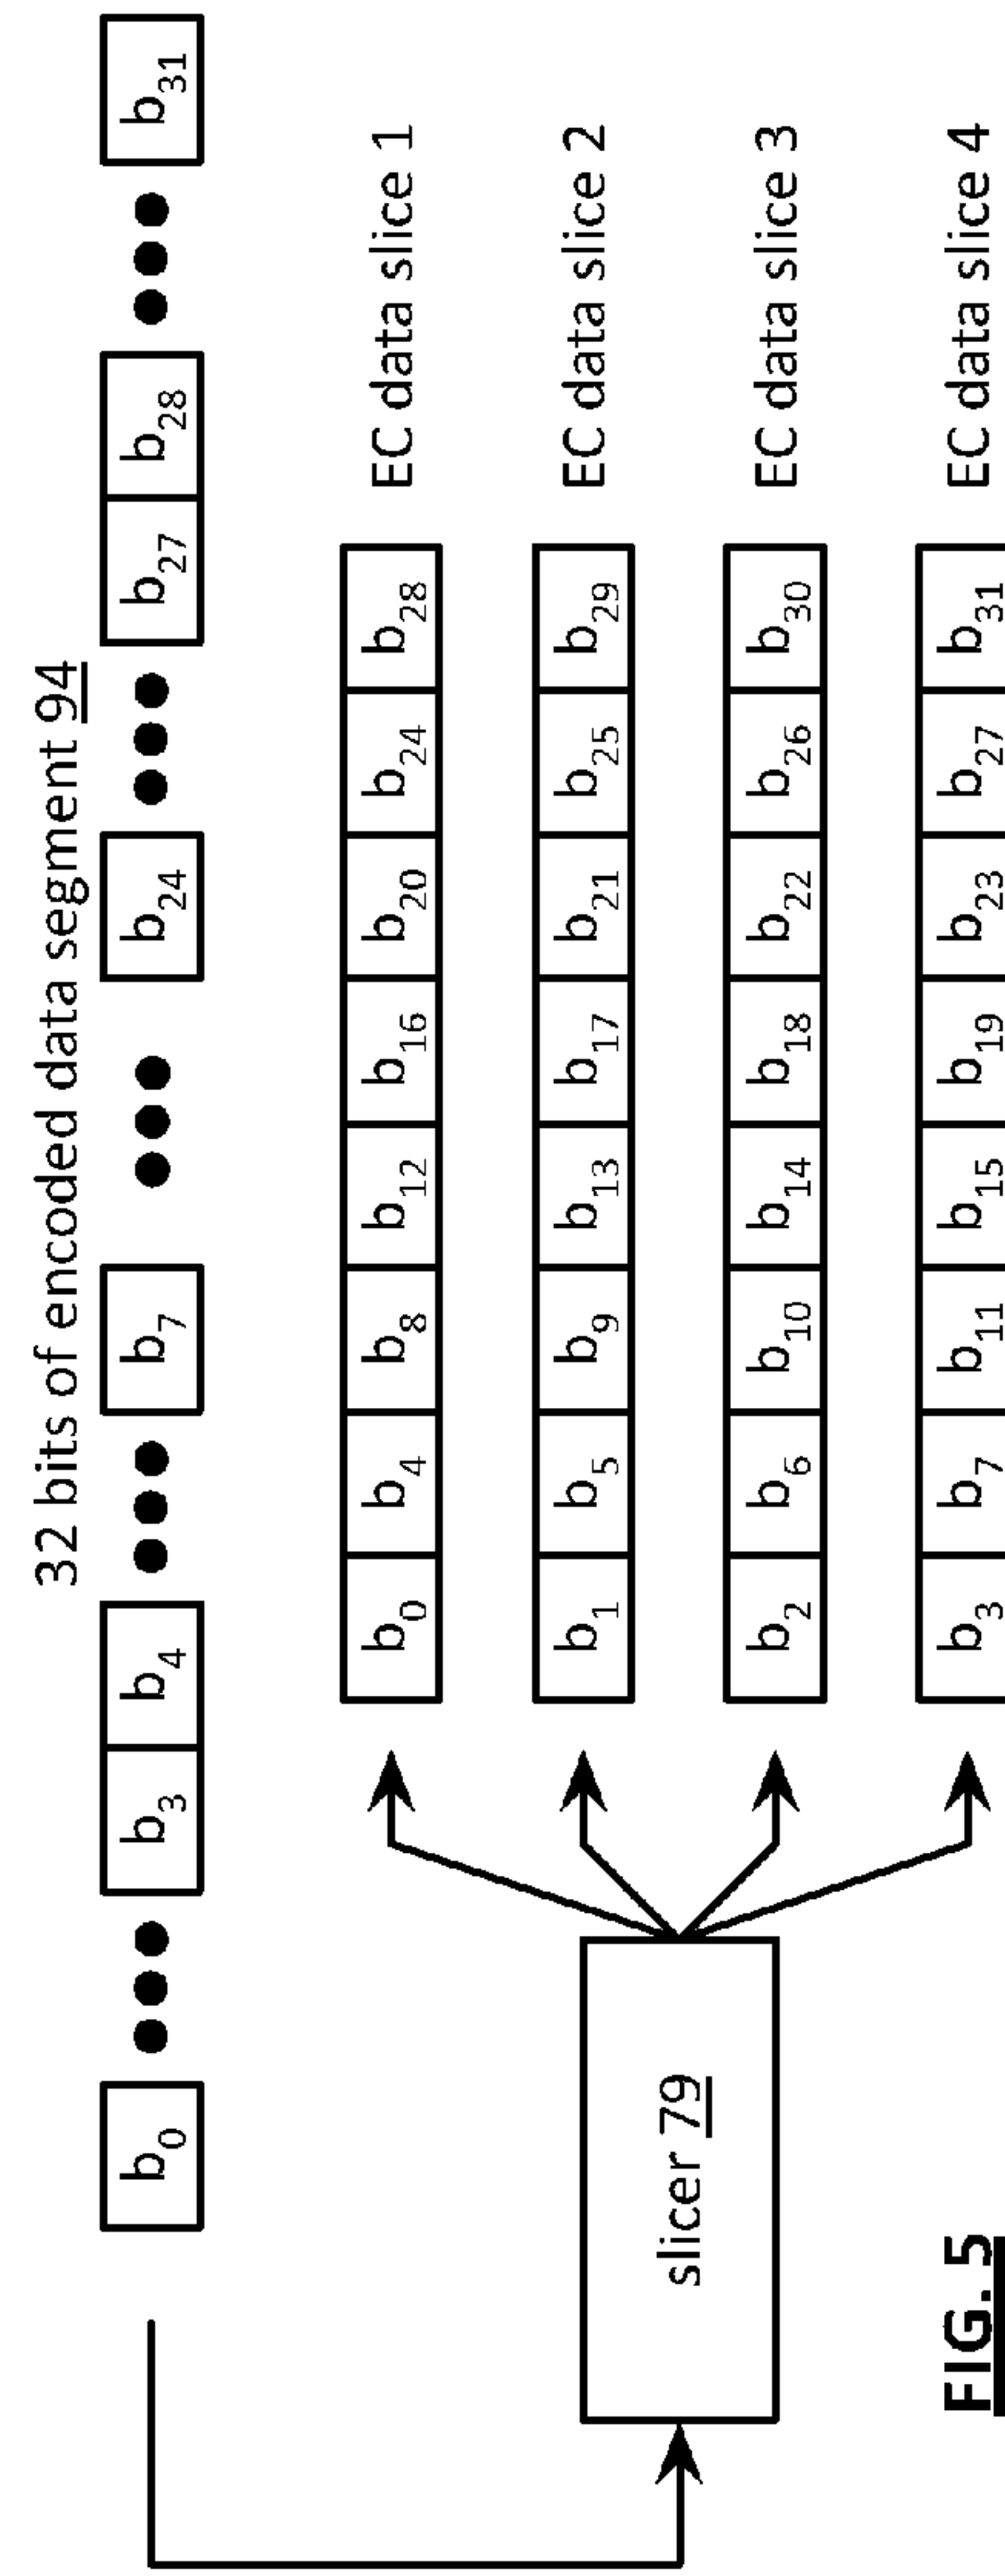 32 bits of encoded data segment 94
b0 ●●● b3 b4 ●●● b7 ●●● b24 ●●● b27 b28 ●●● b31
b0 b4 b8 b12 b16 b20 b24 b28 EC data slice 1
b1 b5 b9 b13 b17 b21 b25 b29 EC data slice 2
slicer 79
b2 b6 b10 b14 b18 b22 b26 b30 EC data slice 3
b3 b7 b11 b15 b19 b23 b27 b31 EC data slice 4
FIG. 5